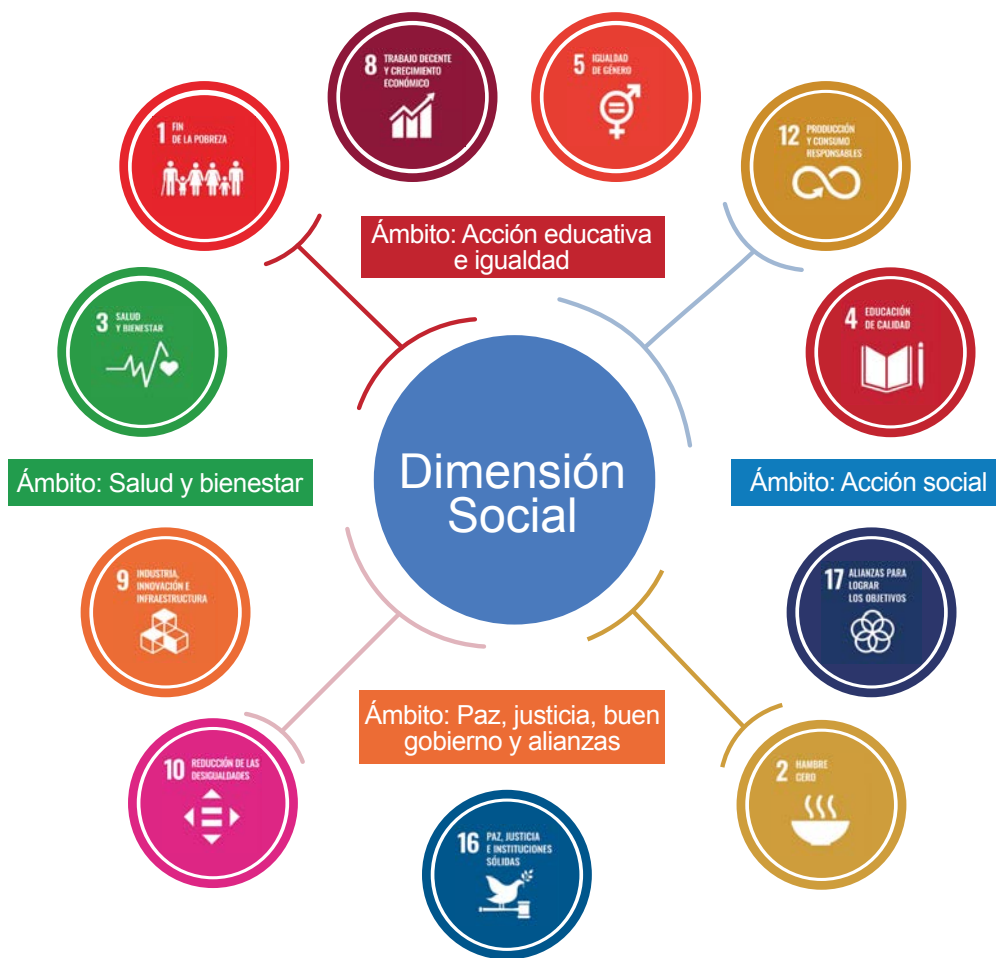 8 TRABAJO DECENTE
Y CRECIMIENTO
ECONÓMICO
5 IGUALDAD
DE GÉNERO
1 FIN
DE LA POBREZA
12 PRODUCCIÓN
Y CONSUMO
RESPONSABLES
Ámbito: Acción educativa
e igualdad
3 SALUD
Y BIENESTAR
4 EDUCACIÓN
DE CALIDAD
Dimensión
Social
Ámbito: Salud y bienestar
Ámbito: Acción social
9 INDUSTRIA,
INNOVACIÓN E
INFRAESTRUCTURA
17 ALIANZAS PARA
LOGRAR
LOS OBJETIVOS
Ámbito: Paz, justicia, buen
gobierno y alianzas
10 REDUCCIÓN DE LAS
DESIGUALDADES
2 HAMBRE
CERO
16 PAZ, JUSTICIA
E INSTITUCIONES
SÓLIDAS